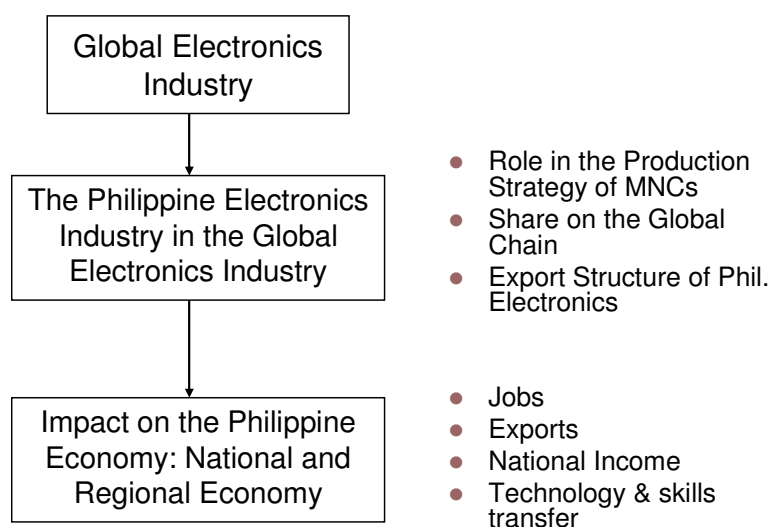 Global Electronics
Industry
The Philippine Electronics
Industry in the Global
Electronics Industry
● Role in the Production
Strategy of MNCs
● Share on the Global
Chain
● Export Structure of Phil.
Electronics
Impact on the Philippine
Economy: National and
Regional Economy
● Jobs
● Exports
● National Income
● Technology & skills
transfer